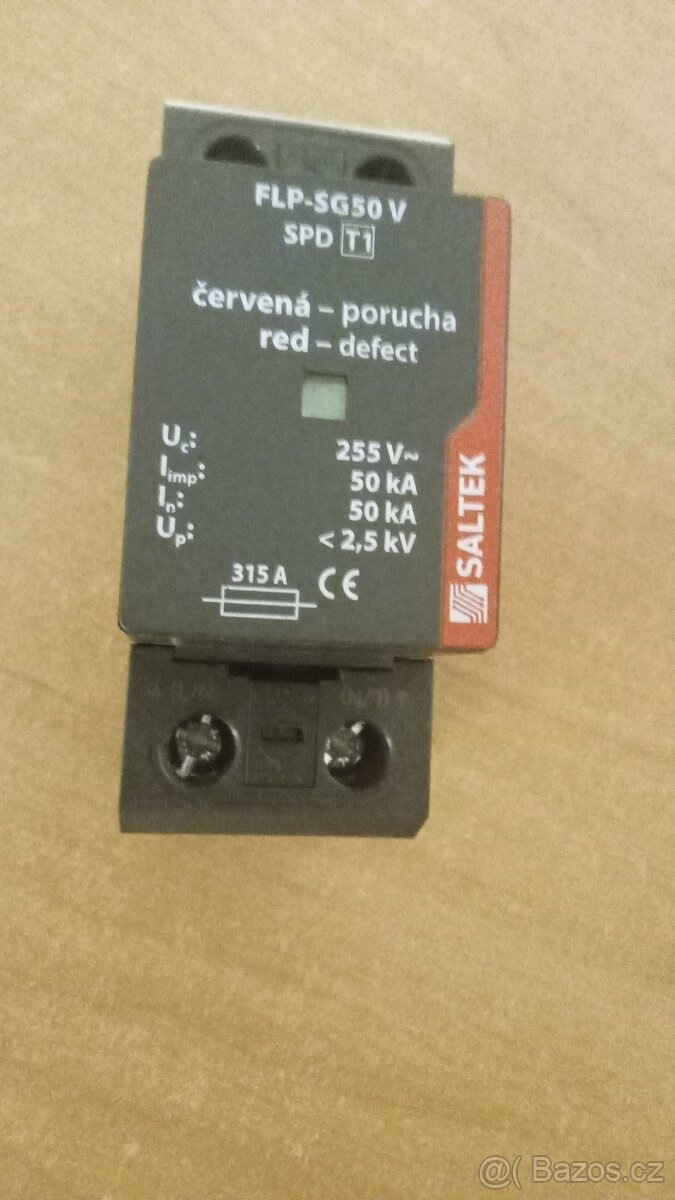 FLP-SG50 V
SPD T1
červená – porucha
red – defect
Uc: 255 V~
Iimp: 50 kA
In: 50 kA
Up: < 2,5 kV
315 A CE
SALTEK
@( Bazos.cz